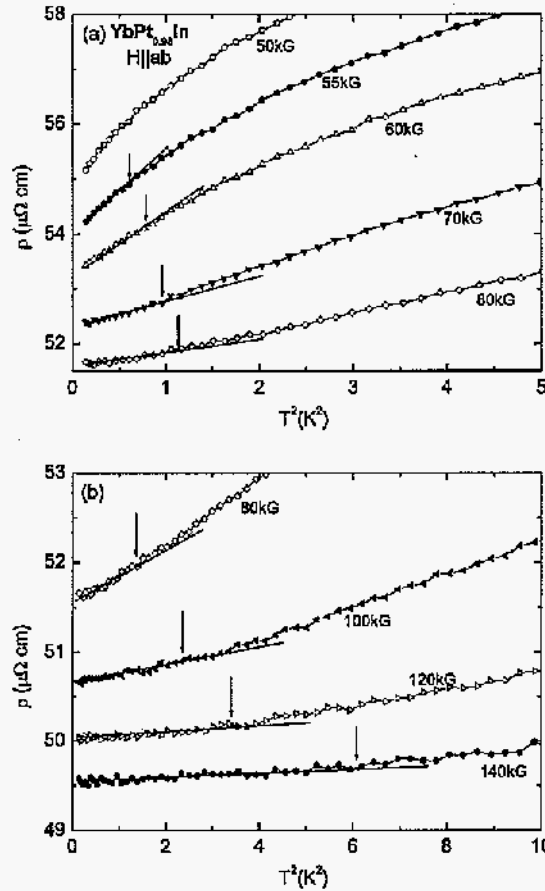 (a) YbPt0.98In
H||ab
50kG
55kG
60kG
70kG
80kG
58
56
54
52
ρ (μΩ cm)
0 1 2 3 4 5
T²(K²)
(b)
80kG
100kG
120kG
140kG
53
52
51
50
49
ρ (μΩ cm)
0 2 4 6 8 10
T²(K²)